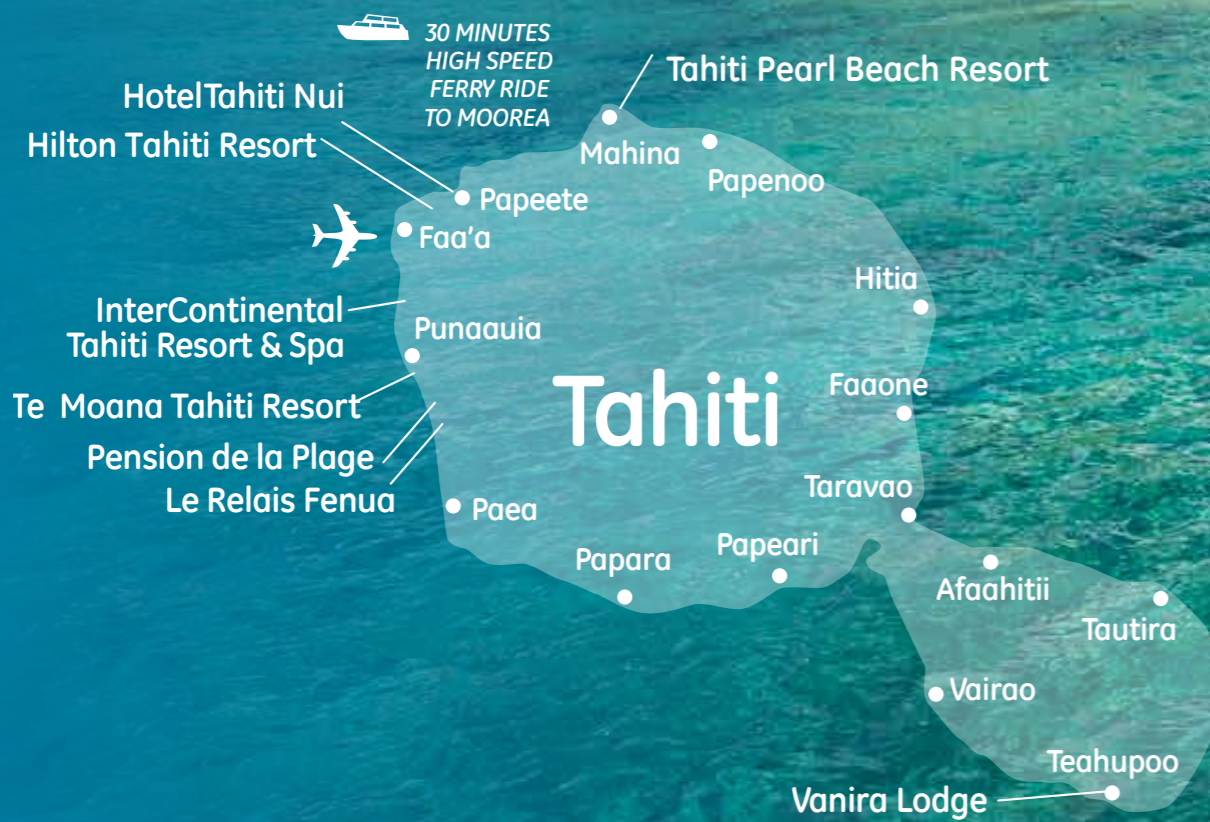 30 MINUTES
HIGH SPEED
FERRY RIDE
TO MOOREA
Tahiti Pearl Beach Resort
HotelTahiti Nui
Hilton Tahiti Resort
Mahina
Papenoo
Papeete
Faa'a
Hitia
InterContinental
Tahiti Resort & Spa
Punaauia
Te Moana Tahiti Resort
Tahiti
Faaone
Pension de la Plage
Le Relais Fenua
Taravao
Paea
Papara
Papeari
Afaahitii
Tautira
Vairao
Teahupoo
Vanira Lodge